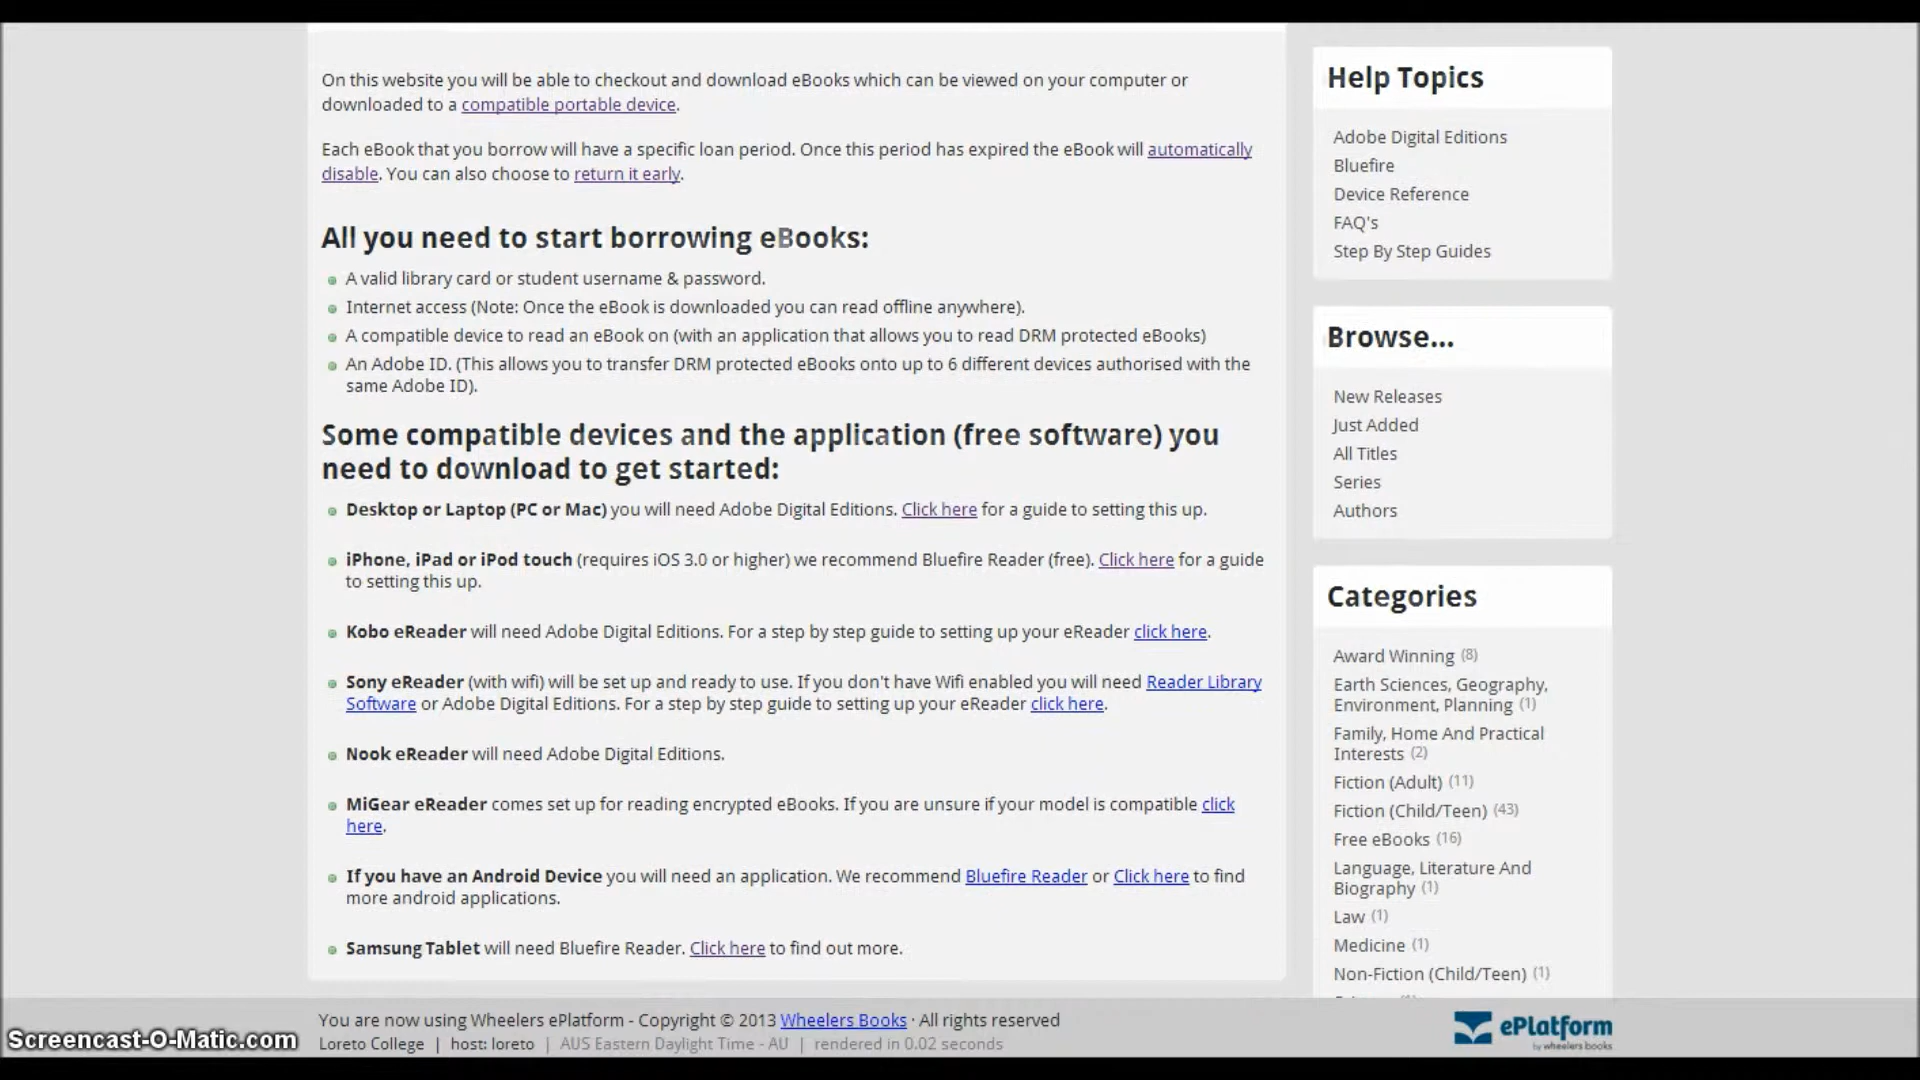 On this website you will be able to checkout and download eBooks which can be viewed on your computer or
downloaded to a compatible portable device.
Each eBook that you borrow will have a specific loan period. Once this period has expired the eBook will automatically
disable. You can also choose to return it early.
All you need to start borrowing eBooks:
A valid library card or student username & password.
Internet access (Note: Once the eBook is downloaded you can read offline anywhere).
A compatible device to read an eBook on (with an application that allows you to read DRM protected eBooks)
An Adobe ID. (This allows you to transfer DRM protected eBooks onto up to 6 different devices authorised with the
same Adobe ID).
Some compatible devices and the application (free software) you
need to download to get started:
Desktop or Laptop (PC or Mac) you will need Adobe Digital Editions. Click here for a guide to setting this up.
iPhone, iPad or iPod touch (requires iOS 3.0 or higher) we recommend Bluefire Reader (free). Click here for a guide
to setting this up.
Kobo eReader will need Adobe Digital Editions. For a step by step guide to setting up your eReader click here.
Sony eReader (with wifi) will be set up and ready to use. If you don't have Wifi enabled you will need Reader Library
Software or Adobe Digital Editions. For a step by step guide to setting up your eReader click here.
Nook eReader will need Adobe Digital Editions.
MiGear eReader comes set up for reading encrypted eBooks. If you are unsure if your model is compatible click
here.
If you have an Android Device you will need an application. We recommend Bluefire Reader or Click here to find
more android applications.
Samsung Tablet will need Bluefire Reader. Click here to find out more.
Help Topics
Adobe Digital Editions
Bluefire
Device Reference
FAQ's
Step By Step Guides
Browse...
New Releases
Just Added
All Titles
Series
Authors
Categories
Award Winning (8)
Earth Sciences, Geography,
Environment, Planning (1)
Family, Home And Practical
Interests (2)
Fiction (Adult) (11)
Fiction (Child/Teen) (43)
Free eBooks (16)
Language, Literature And
Biography (1)
Law (1)
Medicine (1)
Non-Fiction (Child/Teen) (1)
You are now using Wheelers ePlatform - Copyright © 2013 Wheelers Books · All rights reserved
Loreto College | host: loreto | AUS Eastern Daylight Time - AU | rendered in 0.02 seconds
ePlatform
by wheelers books
Screencast-O-Matic.com